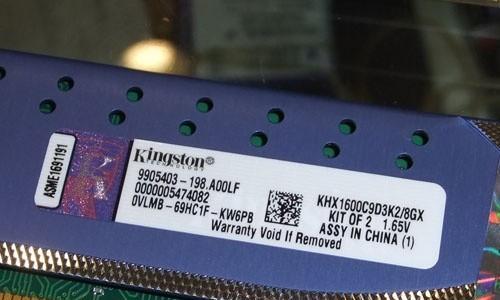 ASME1691191
Kingston®
TECHNOLOGY
9905403-198.A00LF
0000005474082
0VLMB-69HC1F-KW6PB
Warranty Void If Removed
KHX1600C9D3K2/8GX
KIT OF 2 1.65V
ASSY IN CHINA (1)